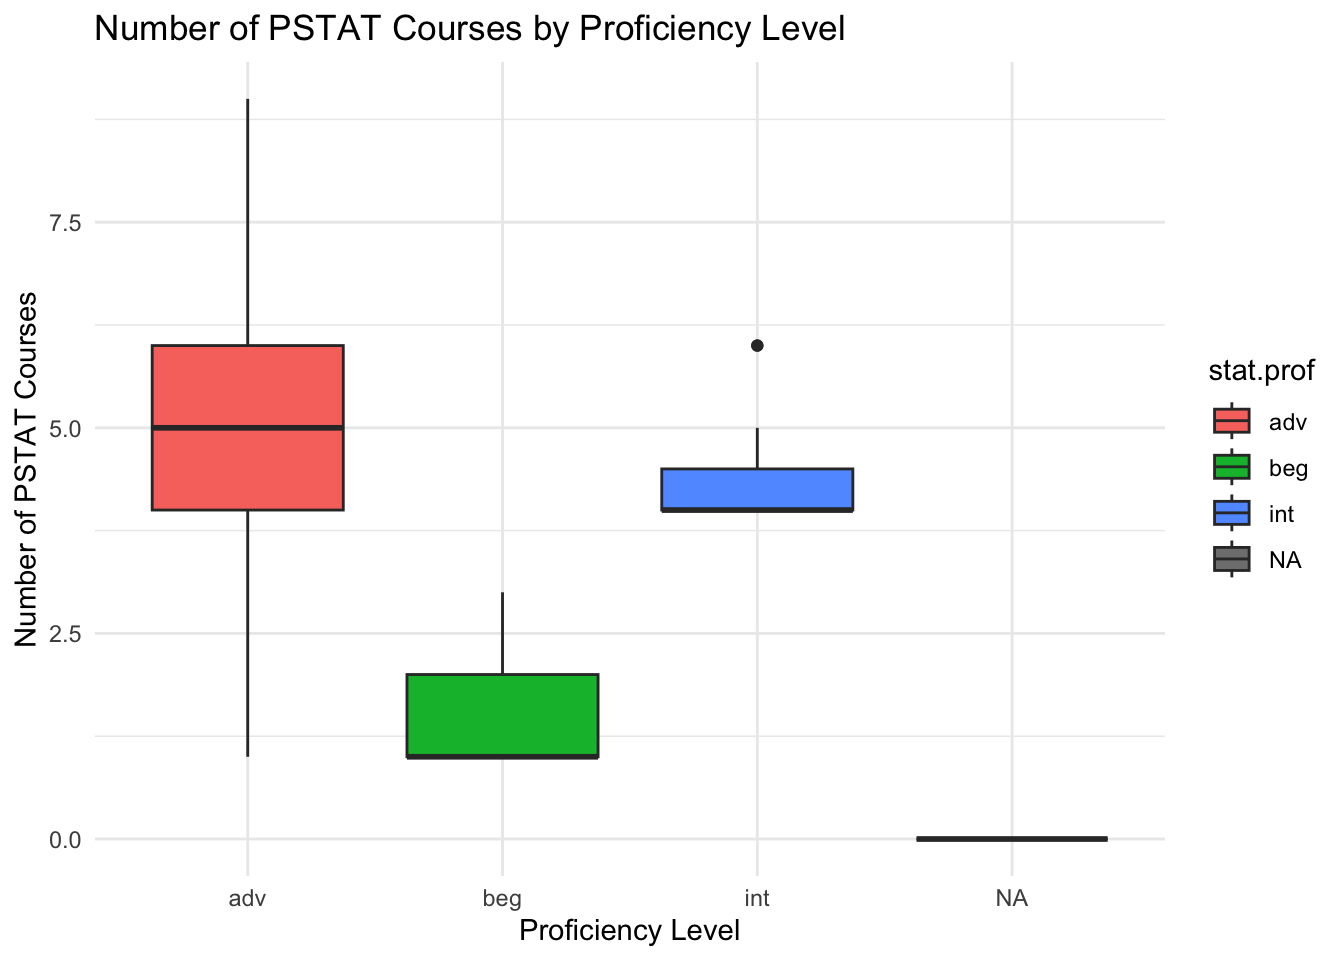 Number of PSTAT Courses by Proficiency Level
Number of PSTAT Courses
7.5
5.0
2.5
0.0
adv
beg
int
NA
Proficiency Level
stat.prof
adv
beg
int
NA